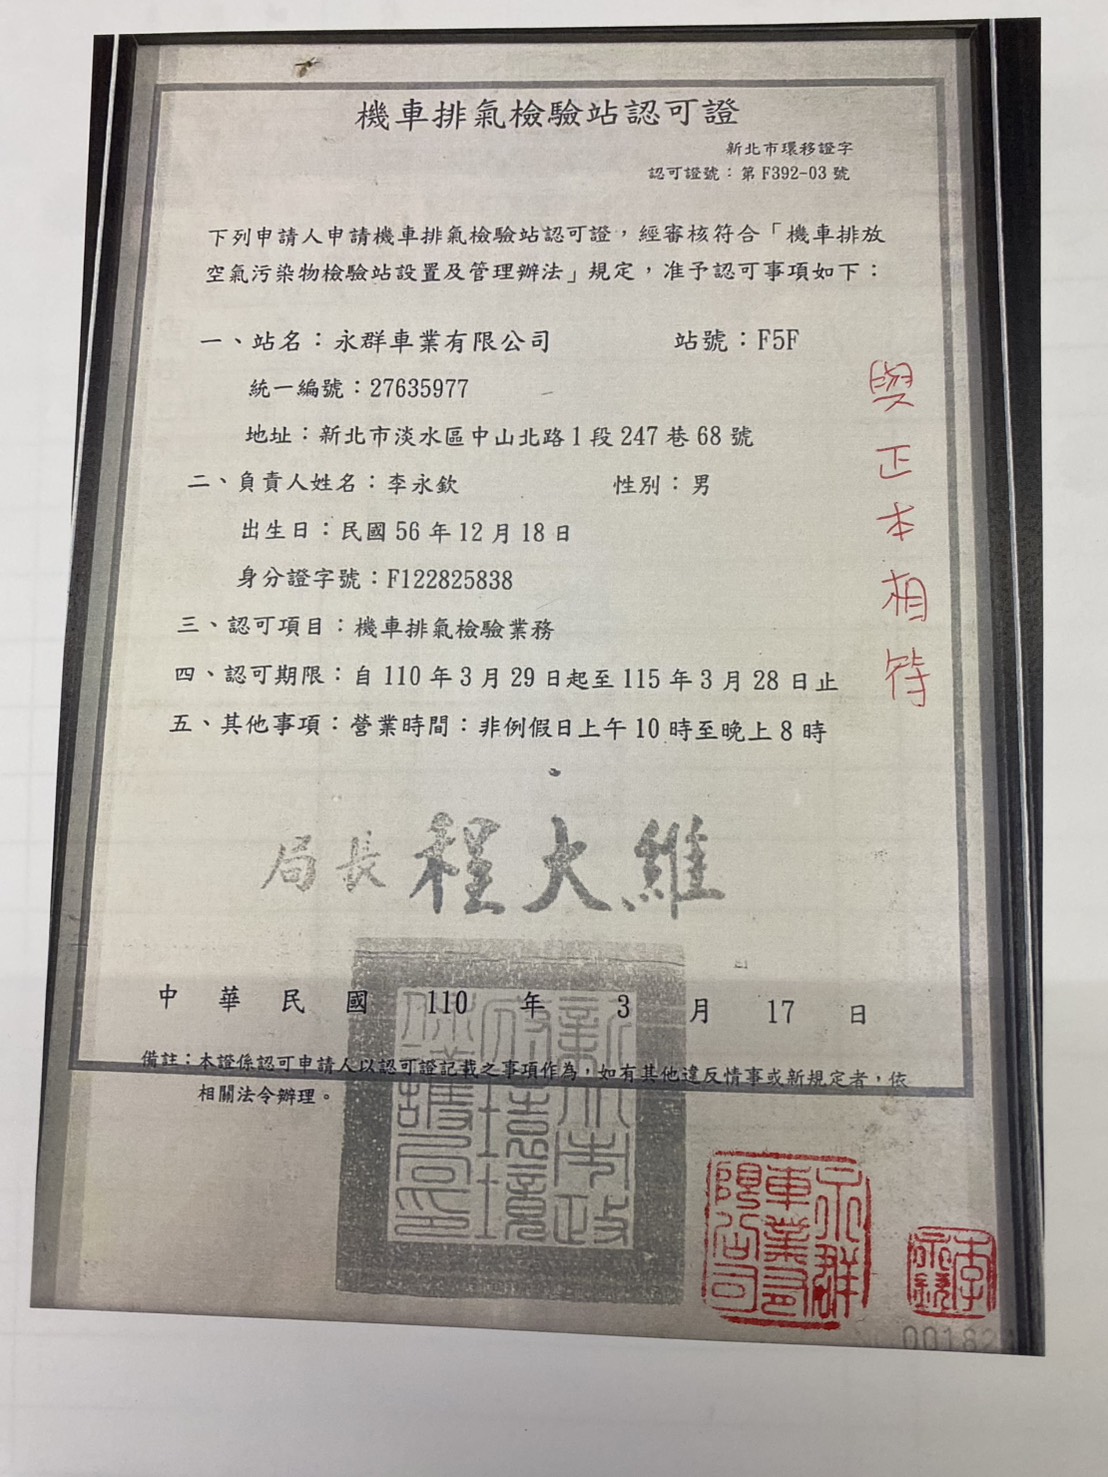 機車排氣檢驗站認可證
新北市環移證字
認可證號：第 F392-03 號
下列申請人申請機車排氣檢驗站認可證，經審核符合「機車排放
空氣污染物檢驗站設置及管理辦法」規定，准予認可事項如下：
一、站名：永群車業有限公司 站號：F5F
統一編號：27635977
地址：新北市淡水區中山北路1段247巷68號
二、負責人姓名：李永欽 性別：男
出生日：民國56年12月18日
身分證字號：F122825838
三、認可項目：機車排氣檢驗業務
四、認可期限：自110年3月29日起至115年3月28日止
五、其他事項：營業時間：非例假日上午10時至晚上8時
與正本相符
局長 程大維
中華民國 110 年 3 月 17 日
備註：本證係認可申請人以認可證記載之事項作為，如有其他違反情事或新規定者，依
相關法令辦理。
新北市政
府環境
保護局印
永群
車業有
限公司
李
永欽